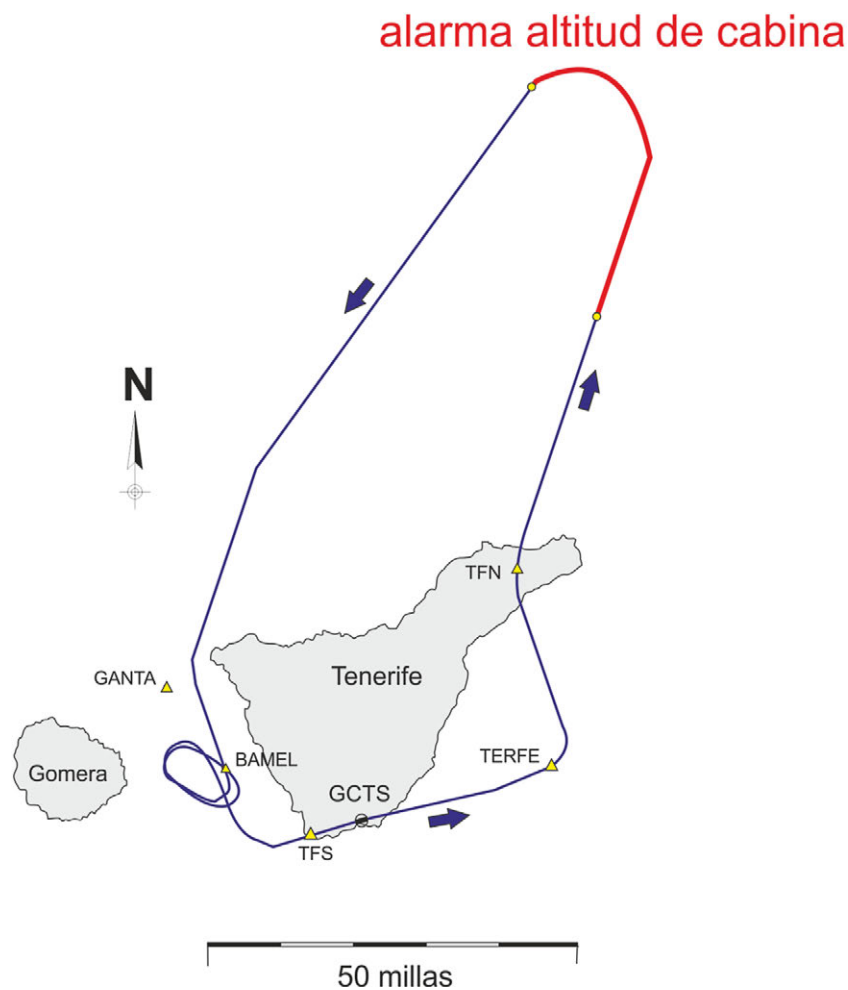 alarma altitud de cabina
N
TFN
Tenerife
GANTA
BAMEL
TERFE
Gomera
GCTS
TFS
50 millas